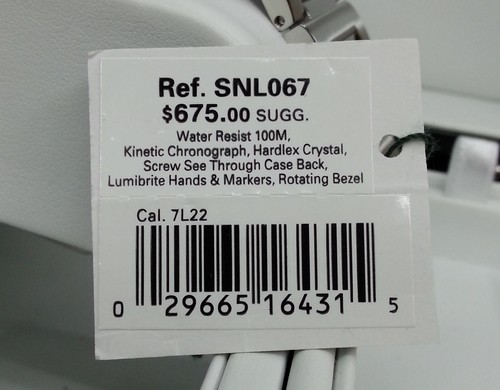 Ref. SNL067
$675.00 SUGG.
Water Resist 100M,
Kinetic Chronograph, Hardlex Crystal,
Screw See Through Case Back,
Lumibrite Hands & Markers, Rotating Bezel
Cal. 7L22
0 29665 16431 5